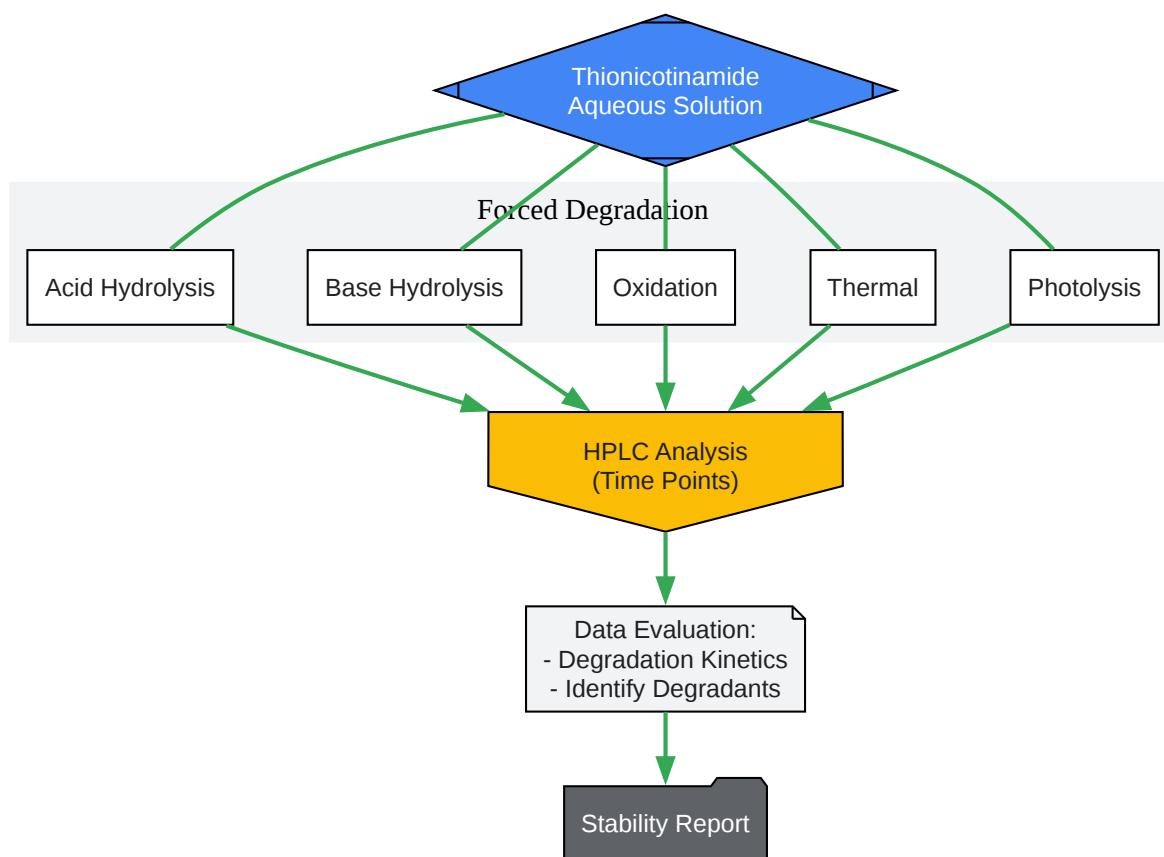 Thionicotinamide
Aqueous Solution
Forced Degradation
Acid Hydrolysis
Base Hydrolysis
Oxidation
Thermal
Photolysis
HPLC Analysis
(Time Points)
Data Evaluation:
- Degradation Kinetics
- Identify Degradants
Stability Report